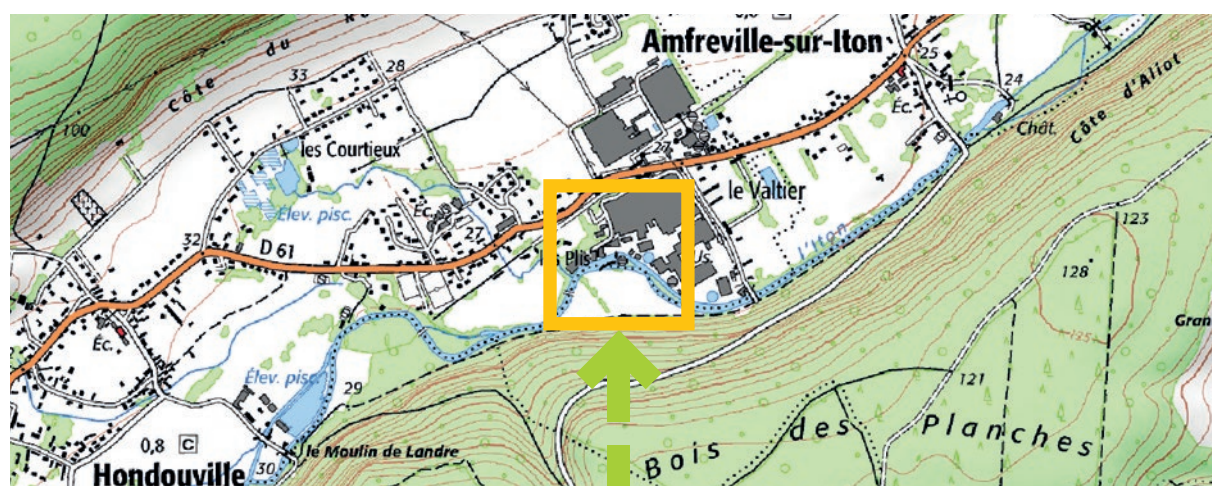 0,8 C
Amfreville-sur-Iton
Côte du
28
33
25
24
Éc.
Chât.
Côte d'Aliot
100
les Courtieux
27
le Valtier
Élev. pisc.
Éc.
27
l'Iton
32
D 61
les Plis
Us.
123
128
125
Gran
Éc.
Élev. pisc.
29
121
Bois des Planches
0,8 C
le Moulin de Landre
Hondouville
30